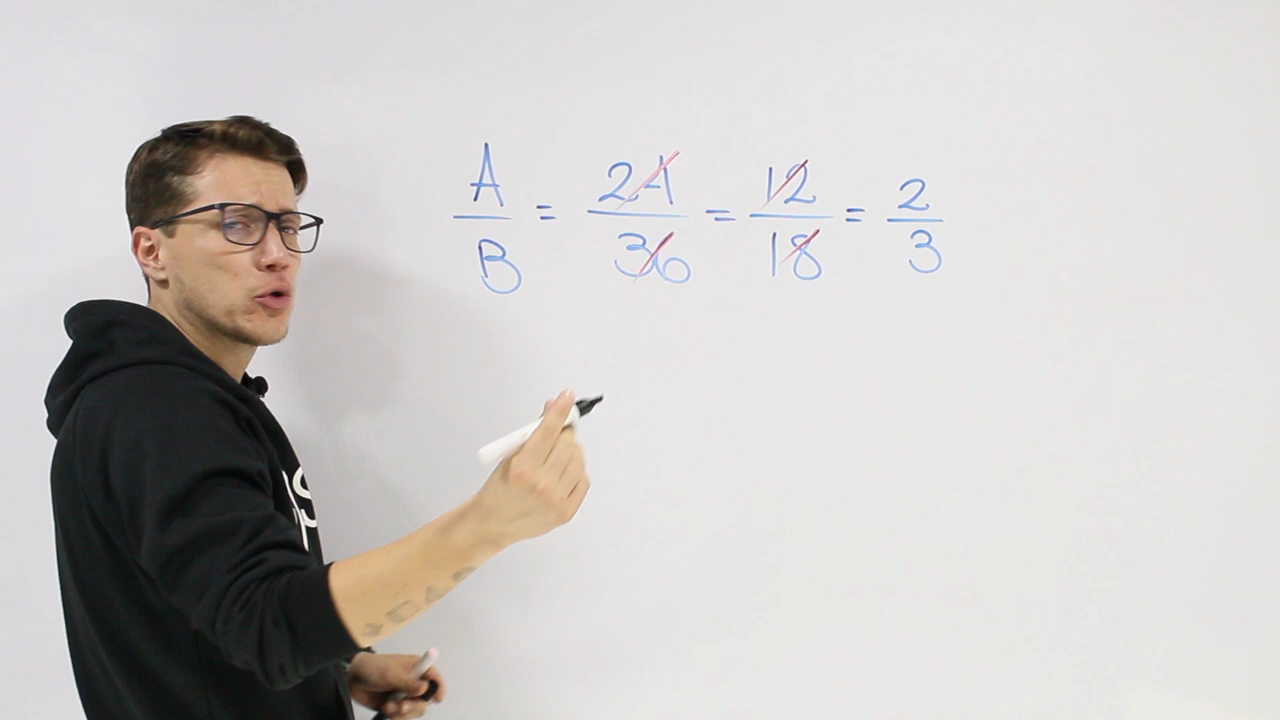 A/B = 24/36 = 12/18 = 2/3